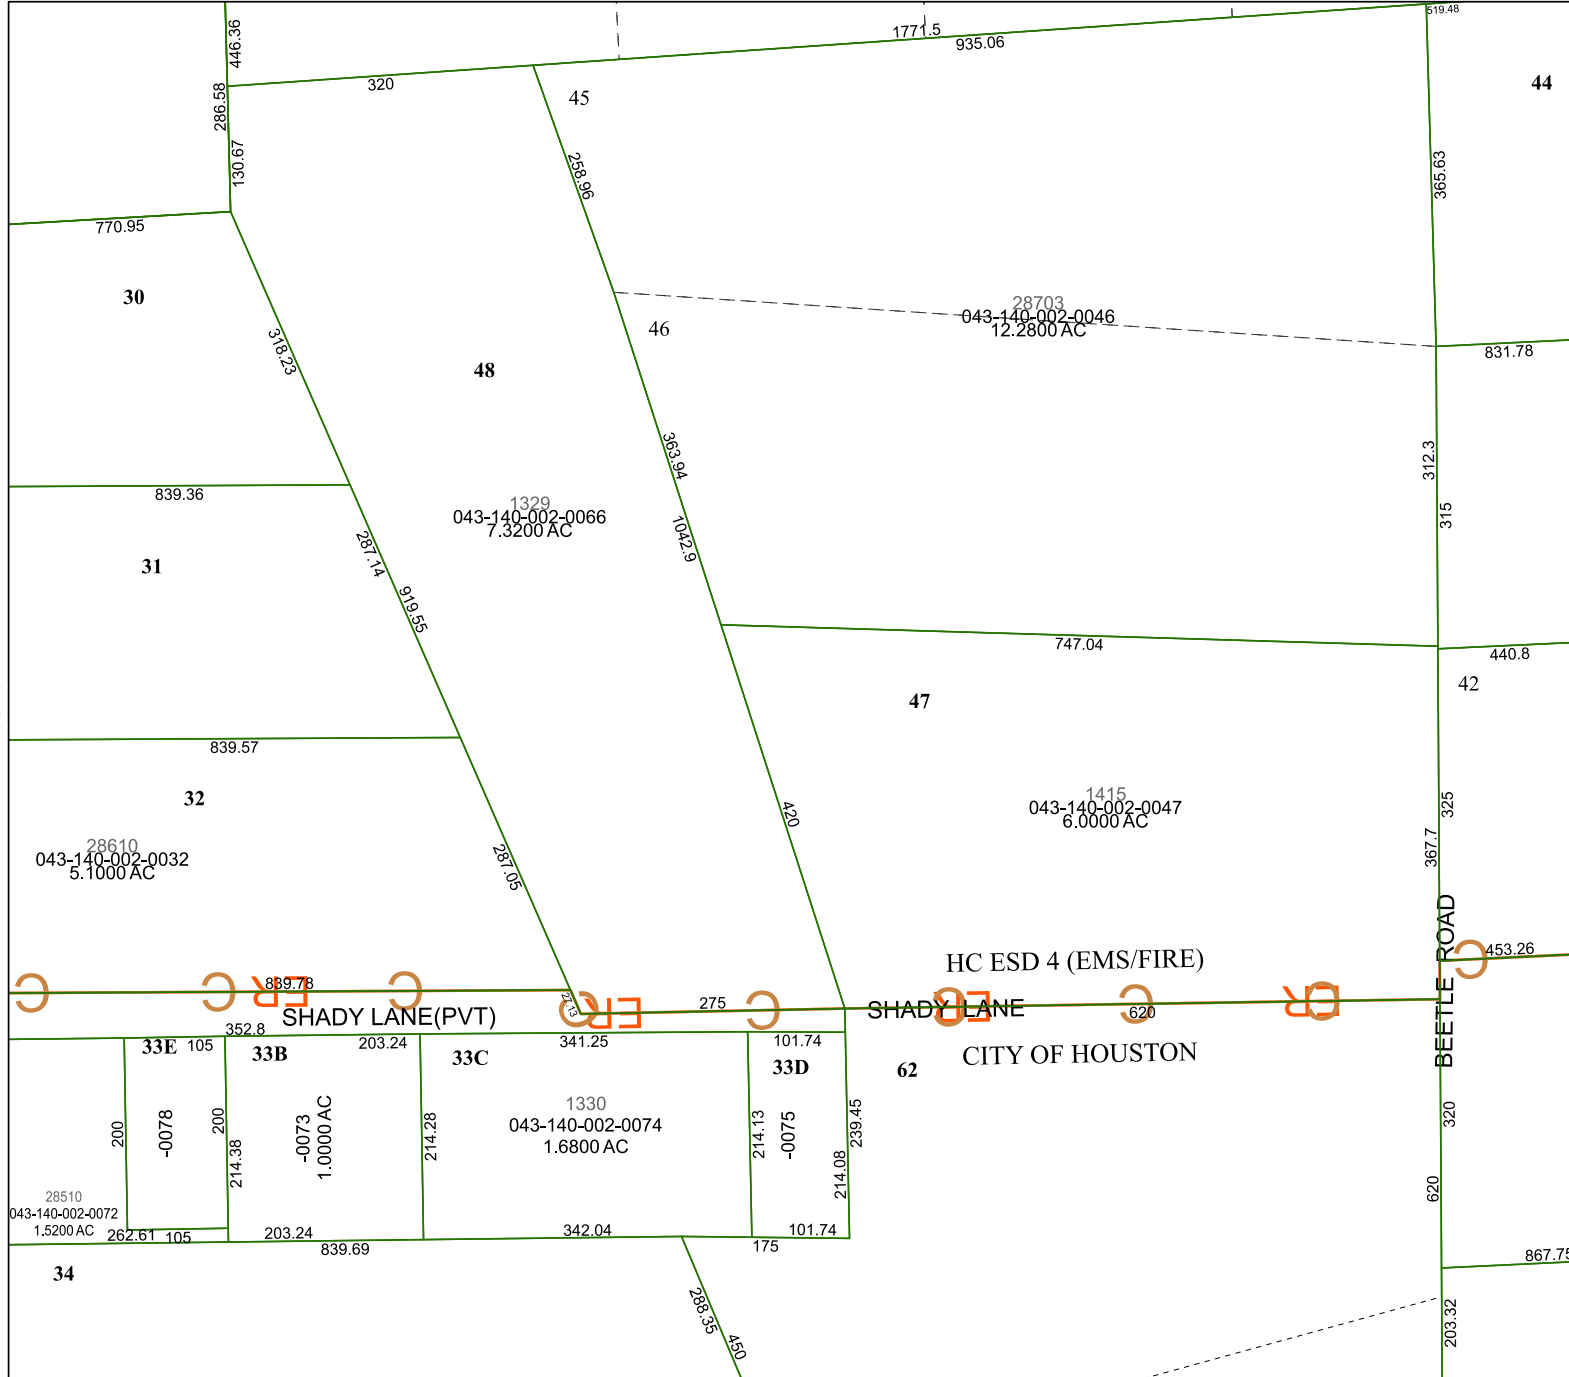 446.36
519.48
1771.5
935.06
320
286.58
45
44
258.96
130.67
365.63
770.95
30
28703
043-140-002-0046
12.2800 AC
46
318.23
831.78
48
363.94
312.3
839.36
1329
043-140-002-0066
7.3200 AC
315
1042.9
287.14
31
919.55
747.04
440.8
42
47
839.57
32
1415
043-140-002-0047
6.0000 AC
420
325
367.7
28610
043-140-002-0032
5.1000 AC
287.05
HC ESD 4 (EMS/FIRE)
BEETLE ROAD
453.26
C
C
ER
839.78
C
C
27.13
ER
275
C
SHADY LANE
C
ER
620
C
ER
C
C
SHADY LANE(PVT)
352.8
33E
105
33B
203.24
33C
341.25
101.74
33D
62
CITY OF HOUSTON
200
-0078
200
214.38
-0073
1.0000 AC
214.28
1330
043-140-002-0074
1.6800 AC
214.13
-0075
214.08
239.45
320
620
28510
043-140-002-0072
1.5200 AC
262.61
105
203.24
839.69
342.04
175
101.74
867.75
34
288.35
450
203.32